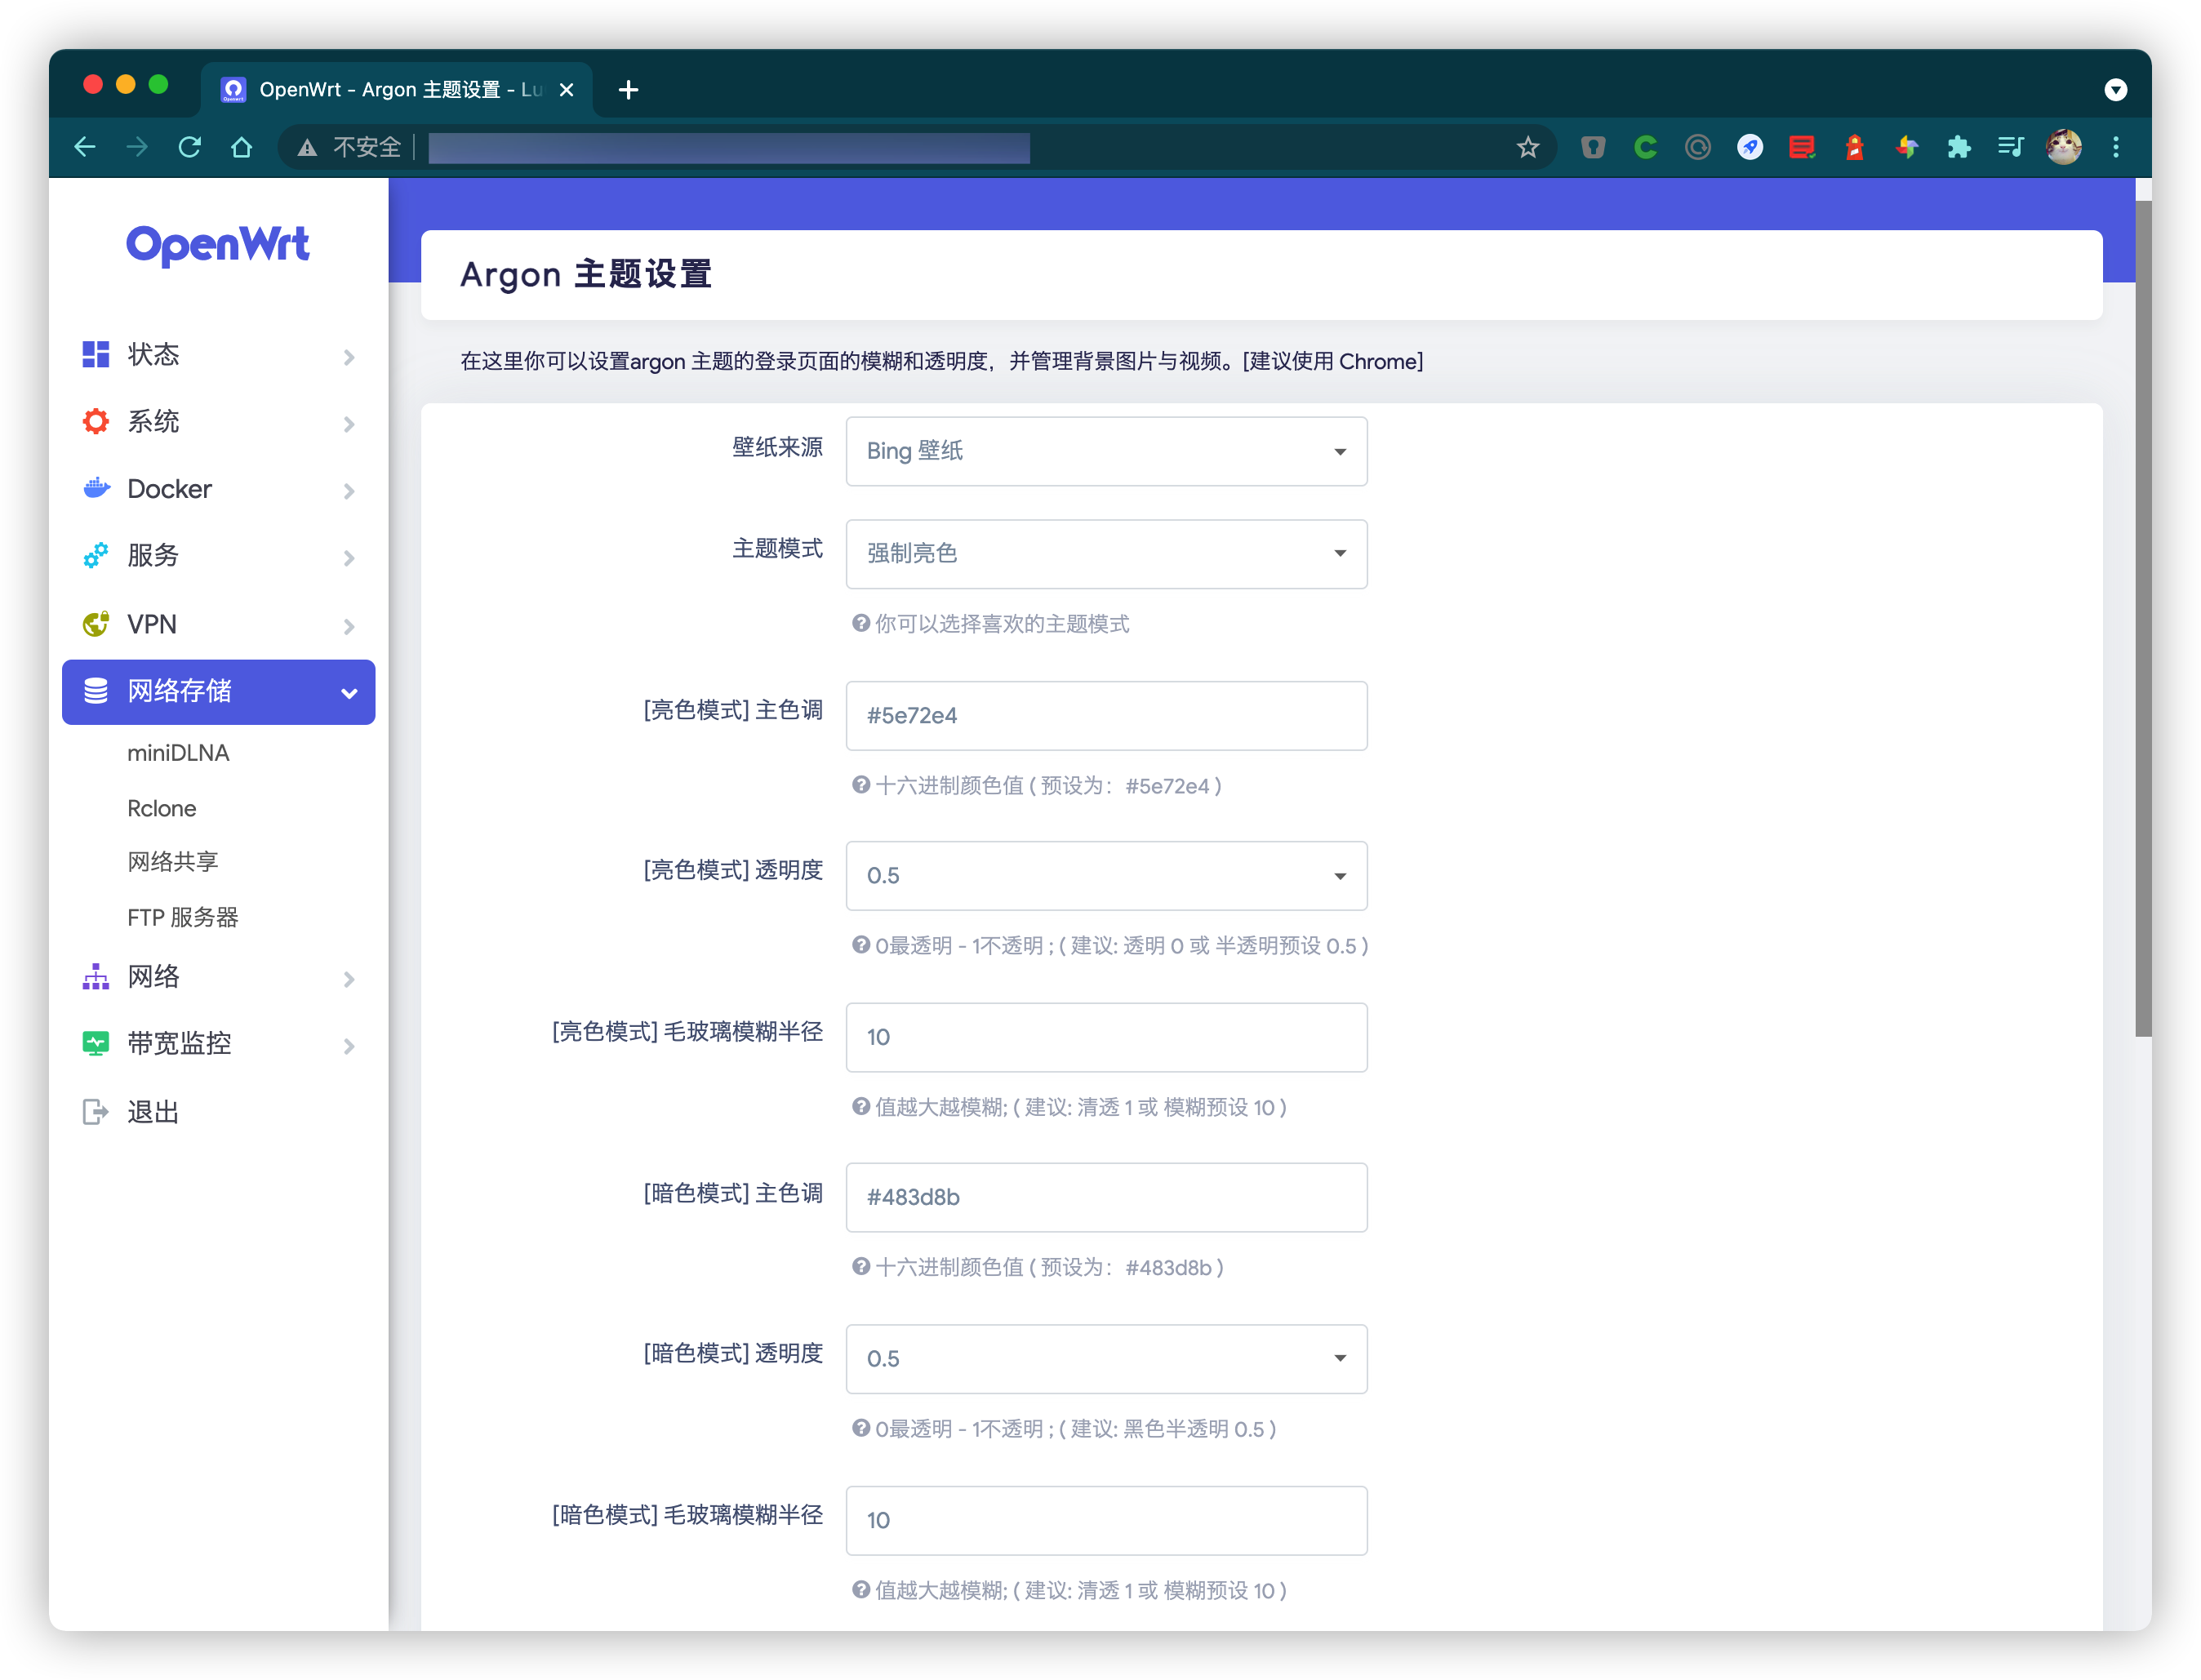 OpenWrt - Argon 主题设置 - Lu
不安全
OpenWrt
状态
系统
Docker
服务
VPN
网络存储
miniDLNA
Rclone
网络共享
FTP 服务器
网络
带宽监控
退出
Argon 主题设置
在这里你可以设置argon 主题的登录页面的模糊和透明度，并管理背景图片与视频。[建议使用 Chrome]
壁纸来源
Bing 壁纸
主题模式
强制亮色
你可以选择喜欢的主题模式
[亮色模式] 主色调
#5e72e4
十六进制颜色值 ( 预设为：#5e72e4 )
[亮色模式] 透明度
0.5
0最透明 - 1不透明 ; ( 建议: 透明 0 或 半透明预设 0.5 )
[亮色模式] 毛玻璃模糊半径
10
值越大越模糊; ( 建议: 清透 1 或 模糊预设 10 )
[暗色模式] 主色调
#483d8b
十六进制颜色值 ( 预设为：#483d8b )
[暗色模式] 透明度
0.5
0最透明 - 1不透明 ; ( 建议: 黑色半透明 0.5 )
[暗色模式] 毛玻璃模糊半径
10
值越大越模糊; ( 建议: 清透 1 或 模糊预设 10 )